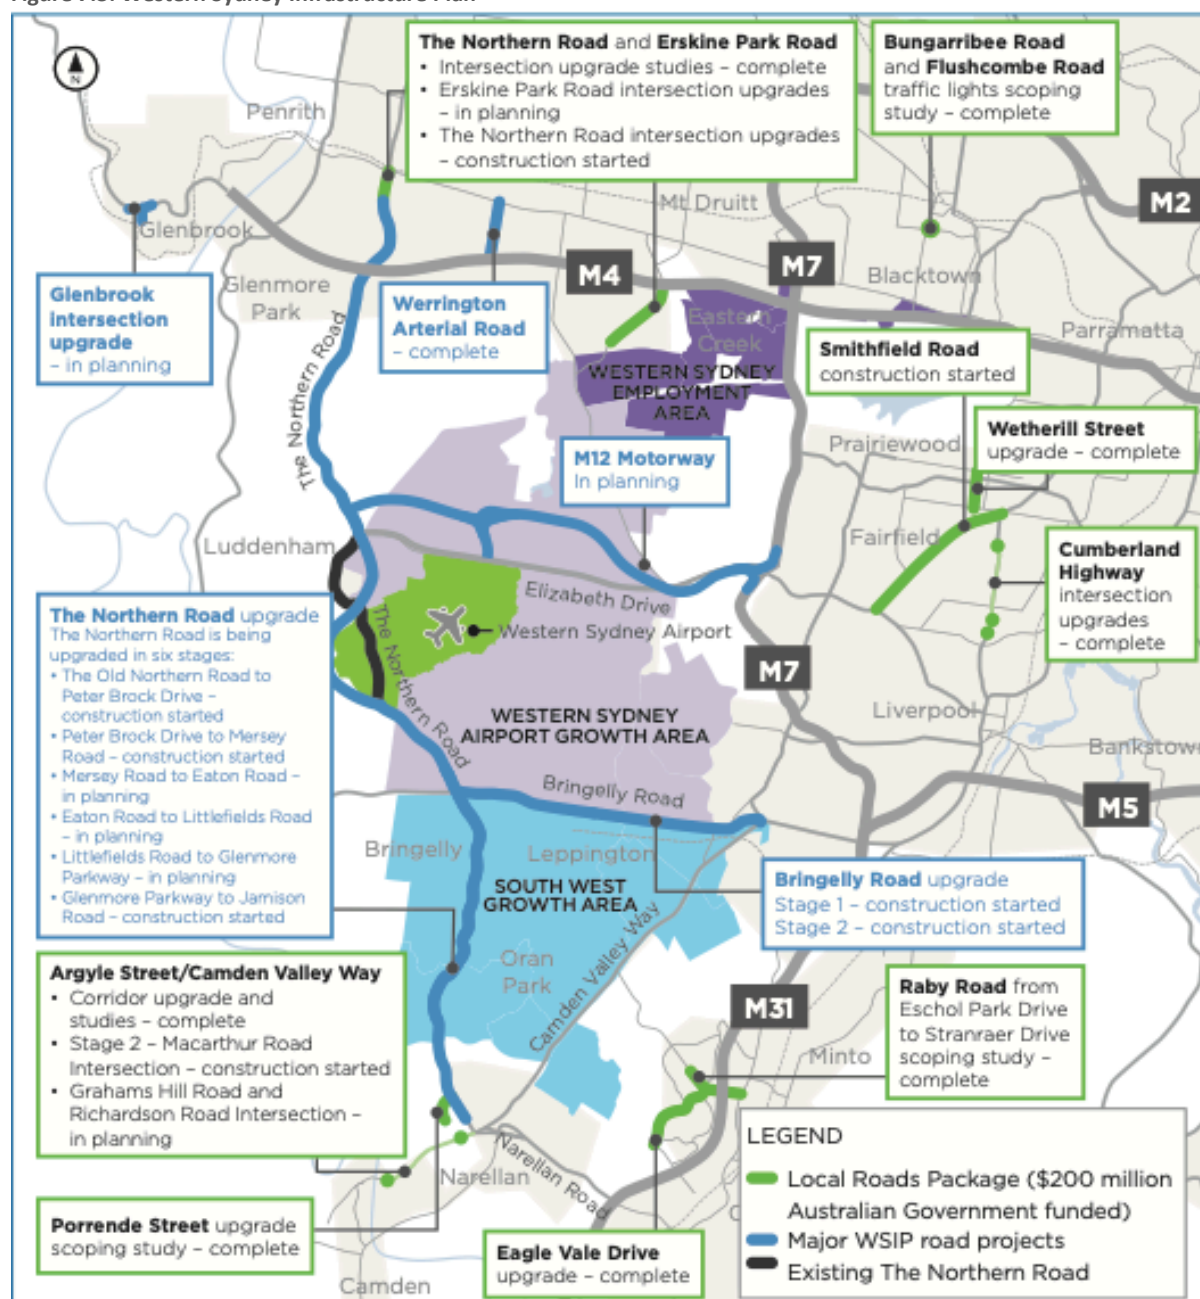 The Northern Road and Erskine Park Road
• Intersection upgrade studies – complete
• Erskine Park Road intersection upgrades
– in planning
• The Northern Road intersection upgrades
– construction started
Bungarribee Road
and Flushcombe Road
traffic lights scoping
study – complete
N
Penrith
Mt Druitt
M2
Glenbrook
M7
M4
Blacktown
Glenmore
Park
Glenbrook
intersection
upgrade
– in planning
Werrington
Arterial Road
– complete
Eastern
Creek
Parramatta
Smithfield Road
construction started
The Northern Road
WESTERN SYDNEY
EMPLOYMENT
AREA
Wetherill Street
upgrade – complete
Prairiewood
M12 Motorway
In planning
Luddenham
Fairfield
Cumberland
Highway
intersection
upgrades
– complete
Elizabeth Drive
Western Sydney Airport
The Northern Road
The Northern Road upgrade
The Northern Road is being
upgraded in six stages:
• The Old Northern Road to
Peter Brock Drive –
construction started
• Peter Brock Drive to Mersey
Road – construction started
• Mersey Road to Eaton Road –
in planning
• Eaton Road to Littlefields Road
– in planning
• Littlefields Road to Glenmore
Parkway – in planning
• Glenmore Parkway to Jamison
Road – construction started
M7
Liverpool
WESTERN SYDNEY
AIRPORT GROWTH AREA
Bankstow
Bringelly Road
M5
Bringelly
Leppington
SOUTH WEST
GROWTH AREA
Bringelly Road upgrade
Stage 1 – construction started
Stage 2 – construction started
Oran
Park
Camden Valley Way
Argyle Street/Camden Valley Way
• Corridor upgrade and
studies – complete
• Stage 2 – Macarthur Road
Intersection – construction started
• Grahams Hill Road and
Richardson Road Intersection –
in planning
M31
Minto
Raby Road from
Eschol Park Drive
to Stranraer Drive
scoping study –
complete
Narellan
Narellan Road
Porrende Street upgrade
scoping study – complete
Camden
Eagle Vale Drive
upgrade – complete
LEGEND
Local Roads Package ($200 million
Australian Government funded)
Major WSIP road projects
Existing The Northern Road